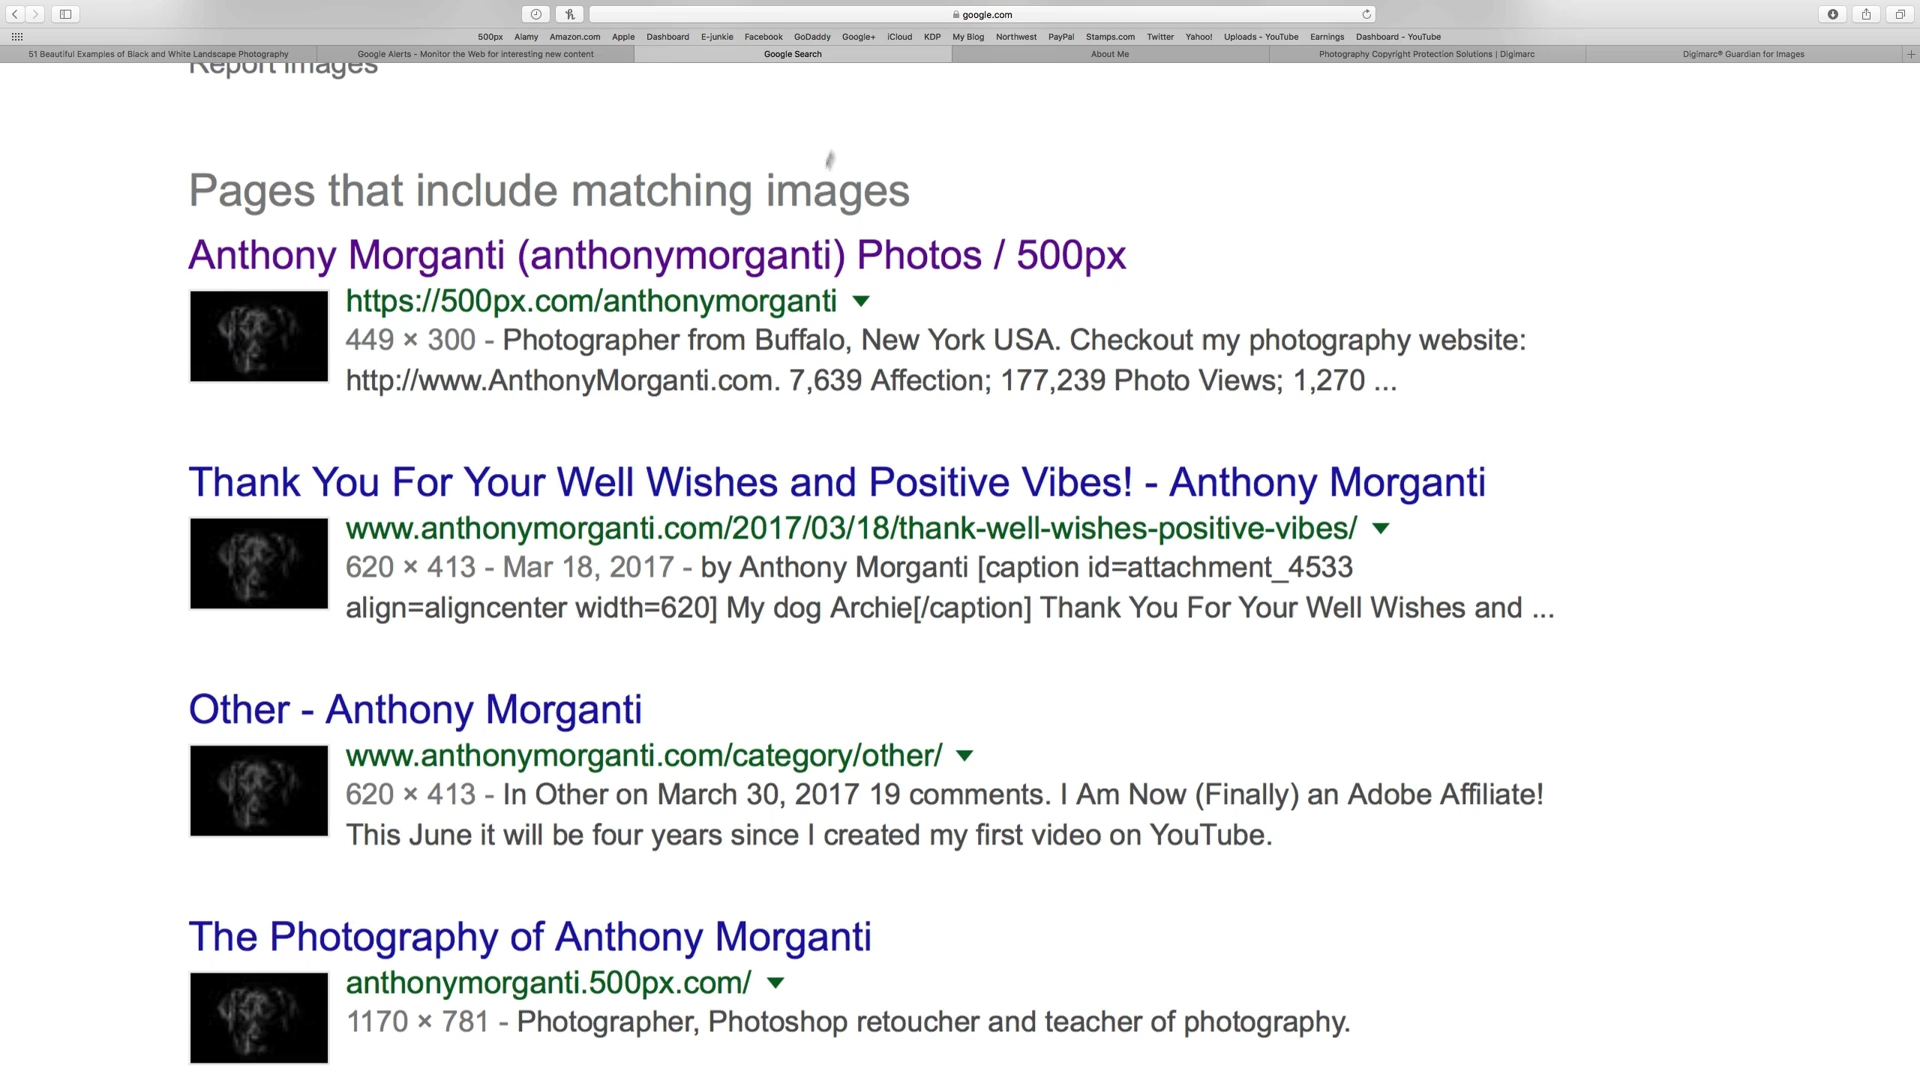 google.com
500px Alamy Amazon.com Apple Dashboard E-junkie Facebook GoDaddy Google+ iCloud KDP My Blog Northwest PayPal Stamps.com Twitter Yahoo! Uploads - YouTube Earnings Dashboard - YouTube
51 Beautiful Examples of Black and White Landscape Photography Google Alerts - Monitor the Web for interesting new content Google Search About Me Photography Copyright Protection Solutions | Digimarc Digimarc® Guardian for Images
Report images
Pages that include matching images
Anthony Morganti (anthonymorganti) Photos / 500px
https://500px.com/anthonymorganti
449 × 300 - Photographer from Buffalo, New York USA. Checkout my photography website:
http://www.AnthonyMorganti.com. 7,639 Affection; 177,239 Photo Views; 1,270 ...
Thank You For Your Well Wishes and Positive Vibes! - Anthony Morganti
www.anthonymorganti.com/2017/03/18/thank-well-wishes-positive-vibes/
620 × 413 - Mar 18, 2017 - by Anthony Morganti [caption id=attachment_4533
align=aligncenter width=620] My dog Archie[/caption] Thank You For Your Well Wishes and ...
Other - Anthony Morganti
www.anthonymorganti.com/category/other/
620 × 413 - In Other on March 30, 2017 19 comments. I Am Now (Finally) an Adobe Affiliate!
This June it will be four years since I created my first video on YouTube.
The Photography of Anthony Morganti
anthonymorganti.500px.com/
1170 × 781 - Photographer, Photoshop retoucher and teacher of photography.